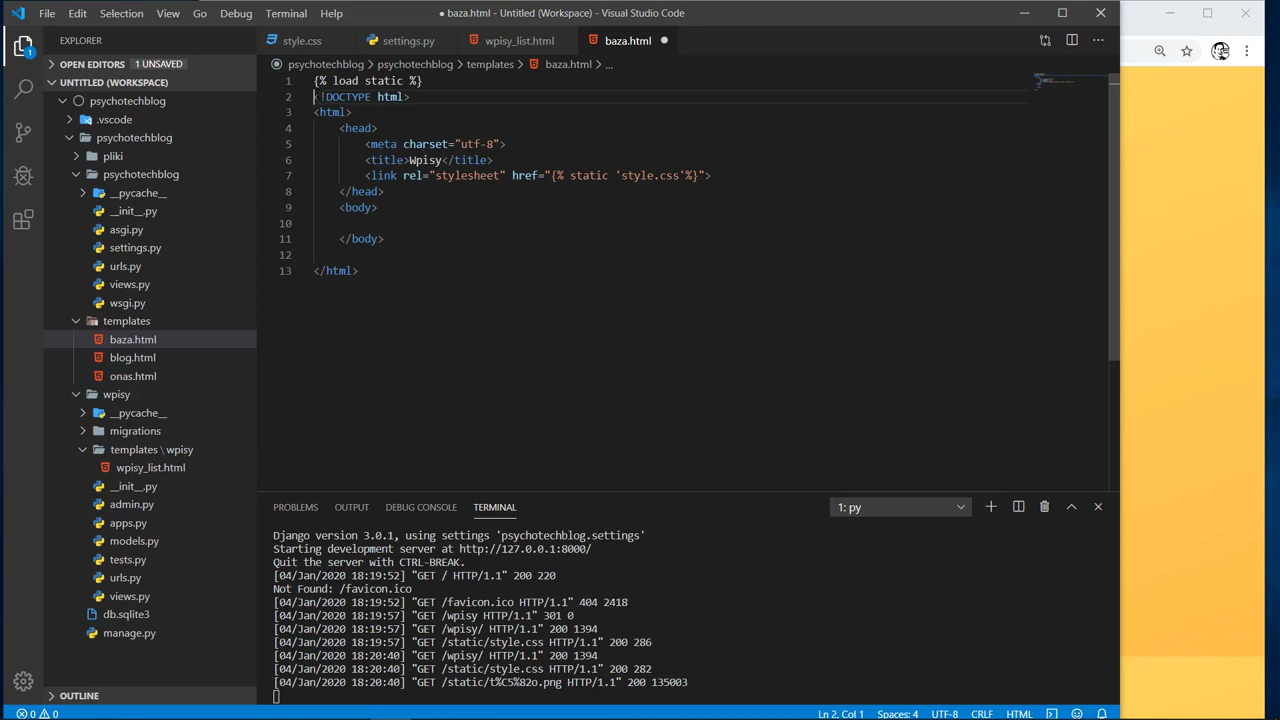 File Edit Selection View Go Debug Terminal Help
● baza.html - Untitled (Workspace) - Visual Studio Code
EXPLORER
style.css settings.py wpisy_list.html baza.html
OPEN EDITORS 1 UNSAVED
psychotechblog > psychotechblog > templates > baza.html > ...
UNTITLED (WORKSPACE)
psychotechblog
.vscode
psychotechblog
pliki
psychotechblog
__pycache__
__init__.py
asgi.py
settings.py
urls.py
views.py
wsgi.py
templates
baza.html
blog.html
onas.html
wpisy
__pycache__
migrations
templates \ wpisy
wpisy_list.html
__init__.py
admin.py
apps.py
models.py
tests.py
urls.py
views.py
db.sqlite3
manage.py
OUTLINE
1 {% load static %}
2 <!DOCTYPE html>
3 <html>
4 <head>
5 <meta charset="utf-8">
6 <title>Wpisy</title>
7 <link rel="stylesheet" href="{% static 'style.css'%}">
8 </head>
9 <body>
10
11 </body>
12
13 </html>
PROBLEMS OUTPUT DEBUG CONSOLE TERMINAL 1: py
Django version 3.0.1, using settings 'psychotechblog.settings'
Starting development server at http://127.0.0.1:8000/
Quit the server with CTRL-BREAK.
[04/Jan/2020 18:19:52] "GET / HTTP/1.1" 200 220
Not Found: /favicon.ico
[04/Jan/2020 18:19:52] "GET /favicon.ico HTTP/1.1" 404 2418
[04/Jan/2020 18:19:57] "GET /wpisy HTTP/1.1" 301 0
[04/Jan/2020 18:19:57] "GET /wpisy/ HTTP/1.1" 200 1394
[04/Jan/2020 18:19:57] "GET /static/style.css HTTP/1.1" 200 286
[04/Jan/2020 18:20:40] "GET /wpisy/ HTTP/1.1" 200 1394
[04/Jan/2020 18:20:40] "GET /static/style.css HTTP/1.1" 200 282
[04/Jan/2020 18:20:40] "GET /static/t%C5%82o.png HTTP/1.1" 200 135003
0 0 Ln 2, Col 1 Spaces: 4 UTF-8 CRLF HTML
1